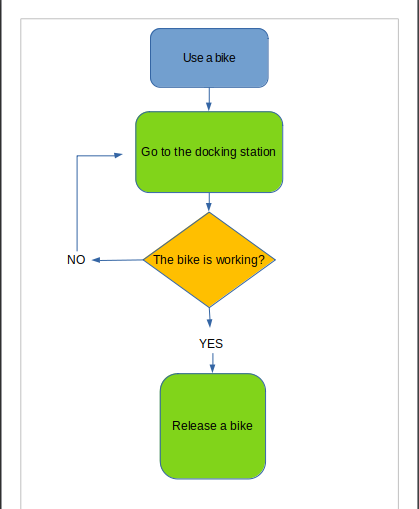 Use a bike
Go to the docking station
The bike is working?
NO
YES
Release a bike